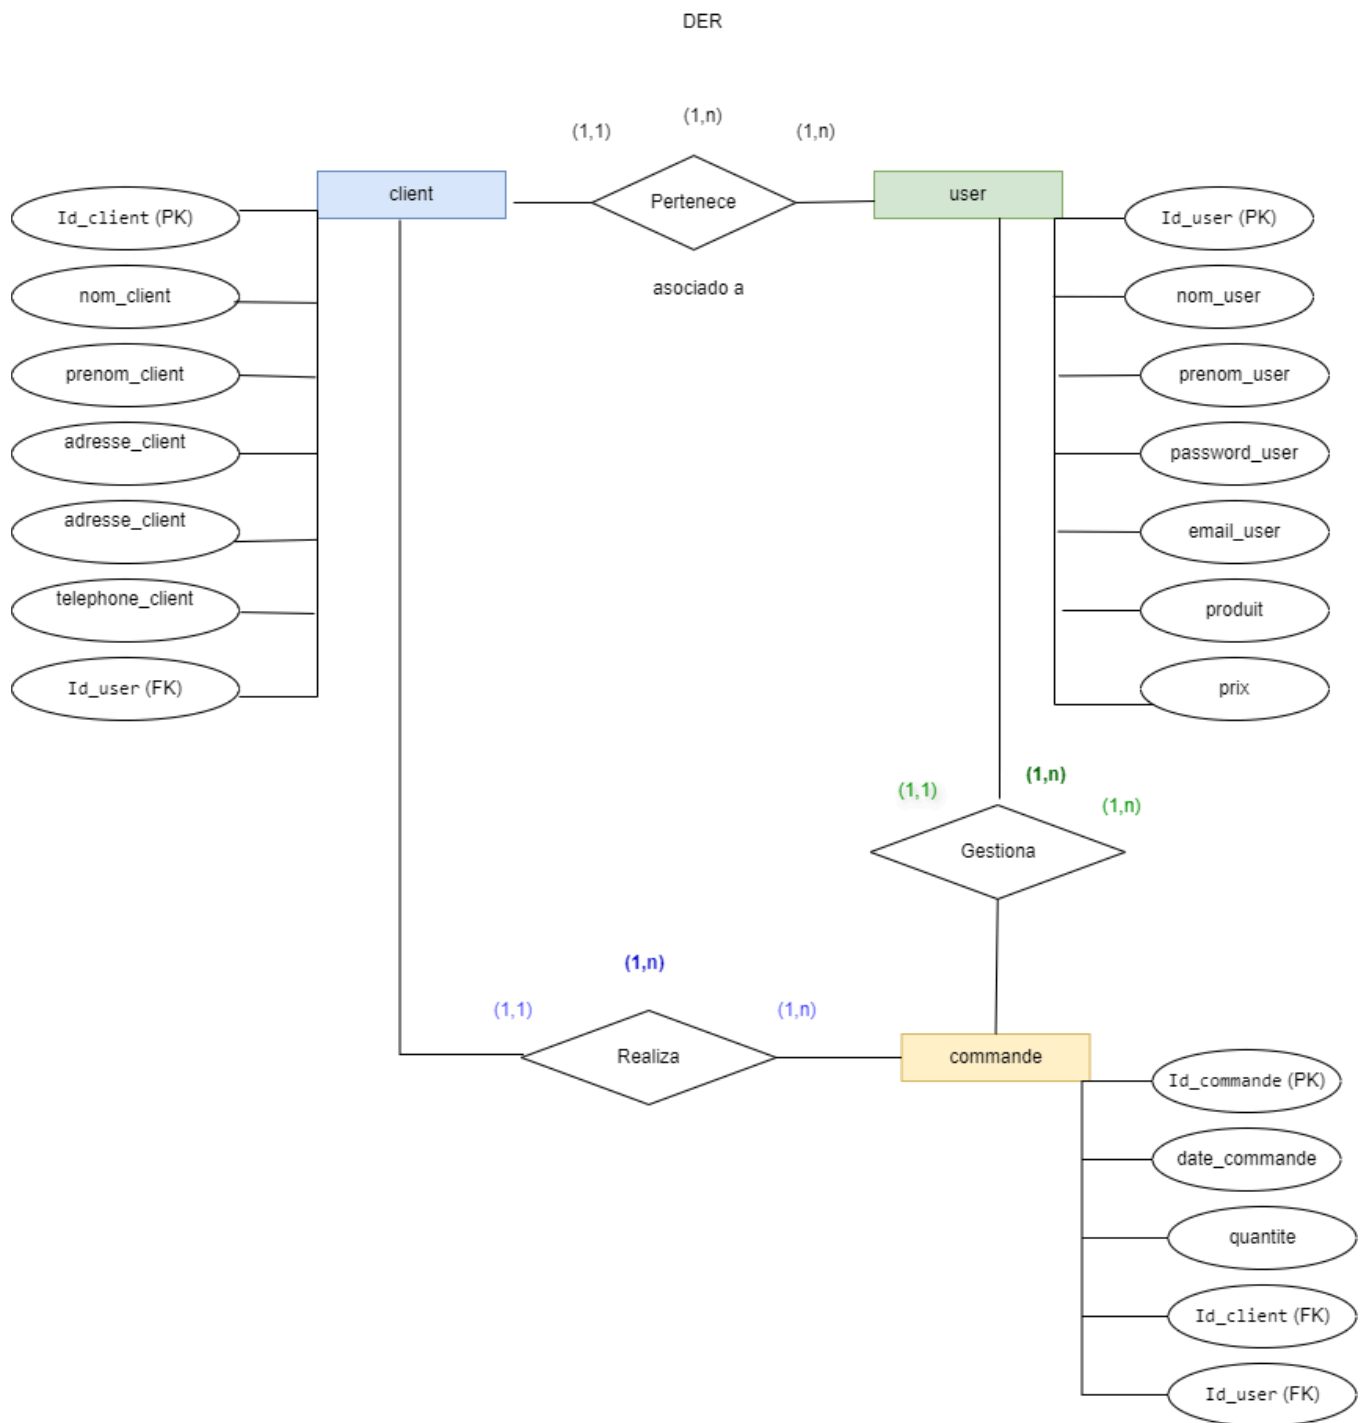 DER
(1,1)
(1,n)
(1,n)
client
Pertenece
user
asociado a
Id_client (PK)
nom_client
prenom_client
adresse_client
adresse_client
telephone_client
Id_user (FK)
Id_user (PK)
nom_user
prenom_user
password_user
email_user
produit
prix
(1,1)
(1,n)
(1,n)
Gestiona
(1,1)
(1,n)
(1,n)
Realiza
commande
Id_commande (PK)
date_commande
quantite
Id_client (FK)
Id_user (FK)